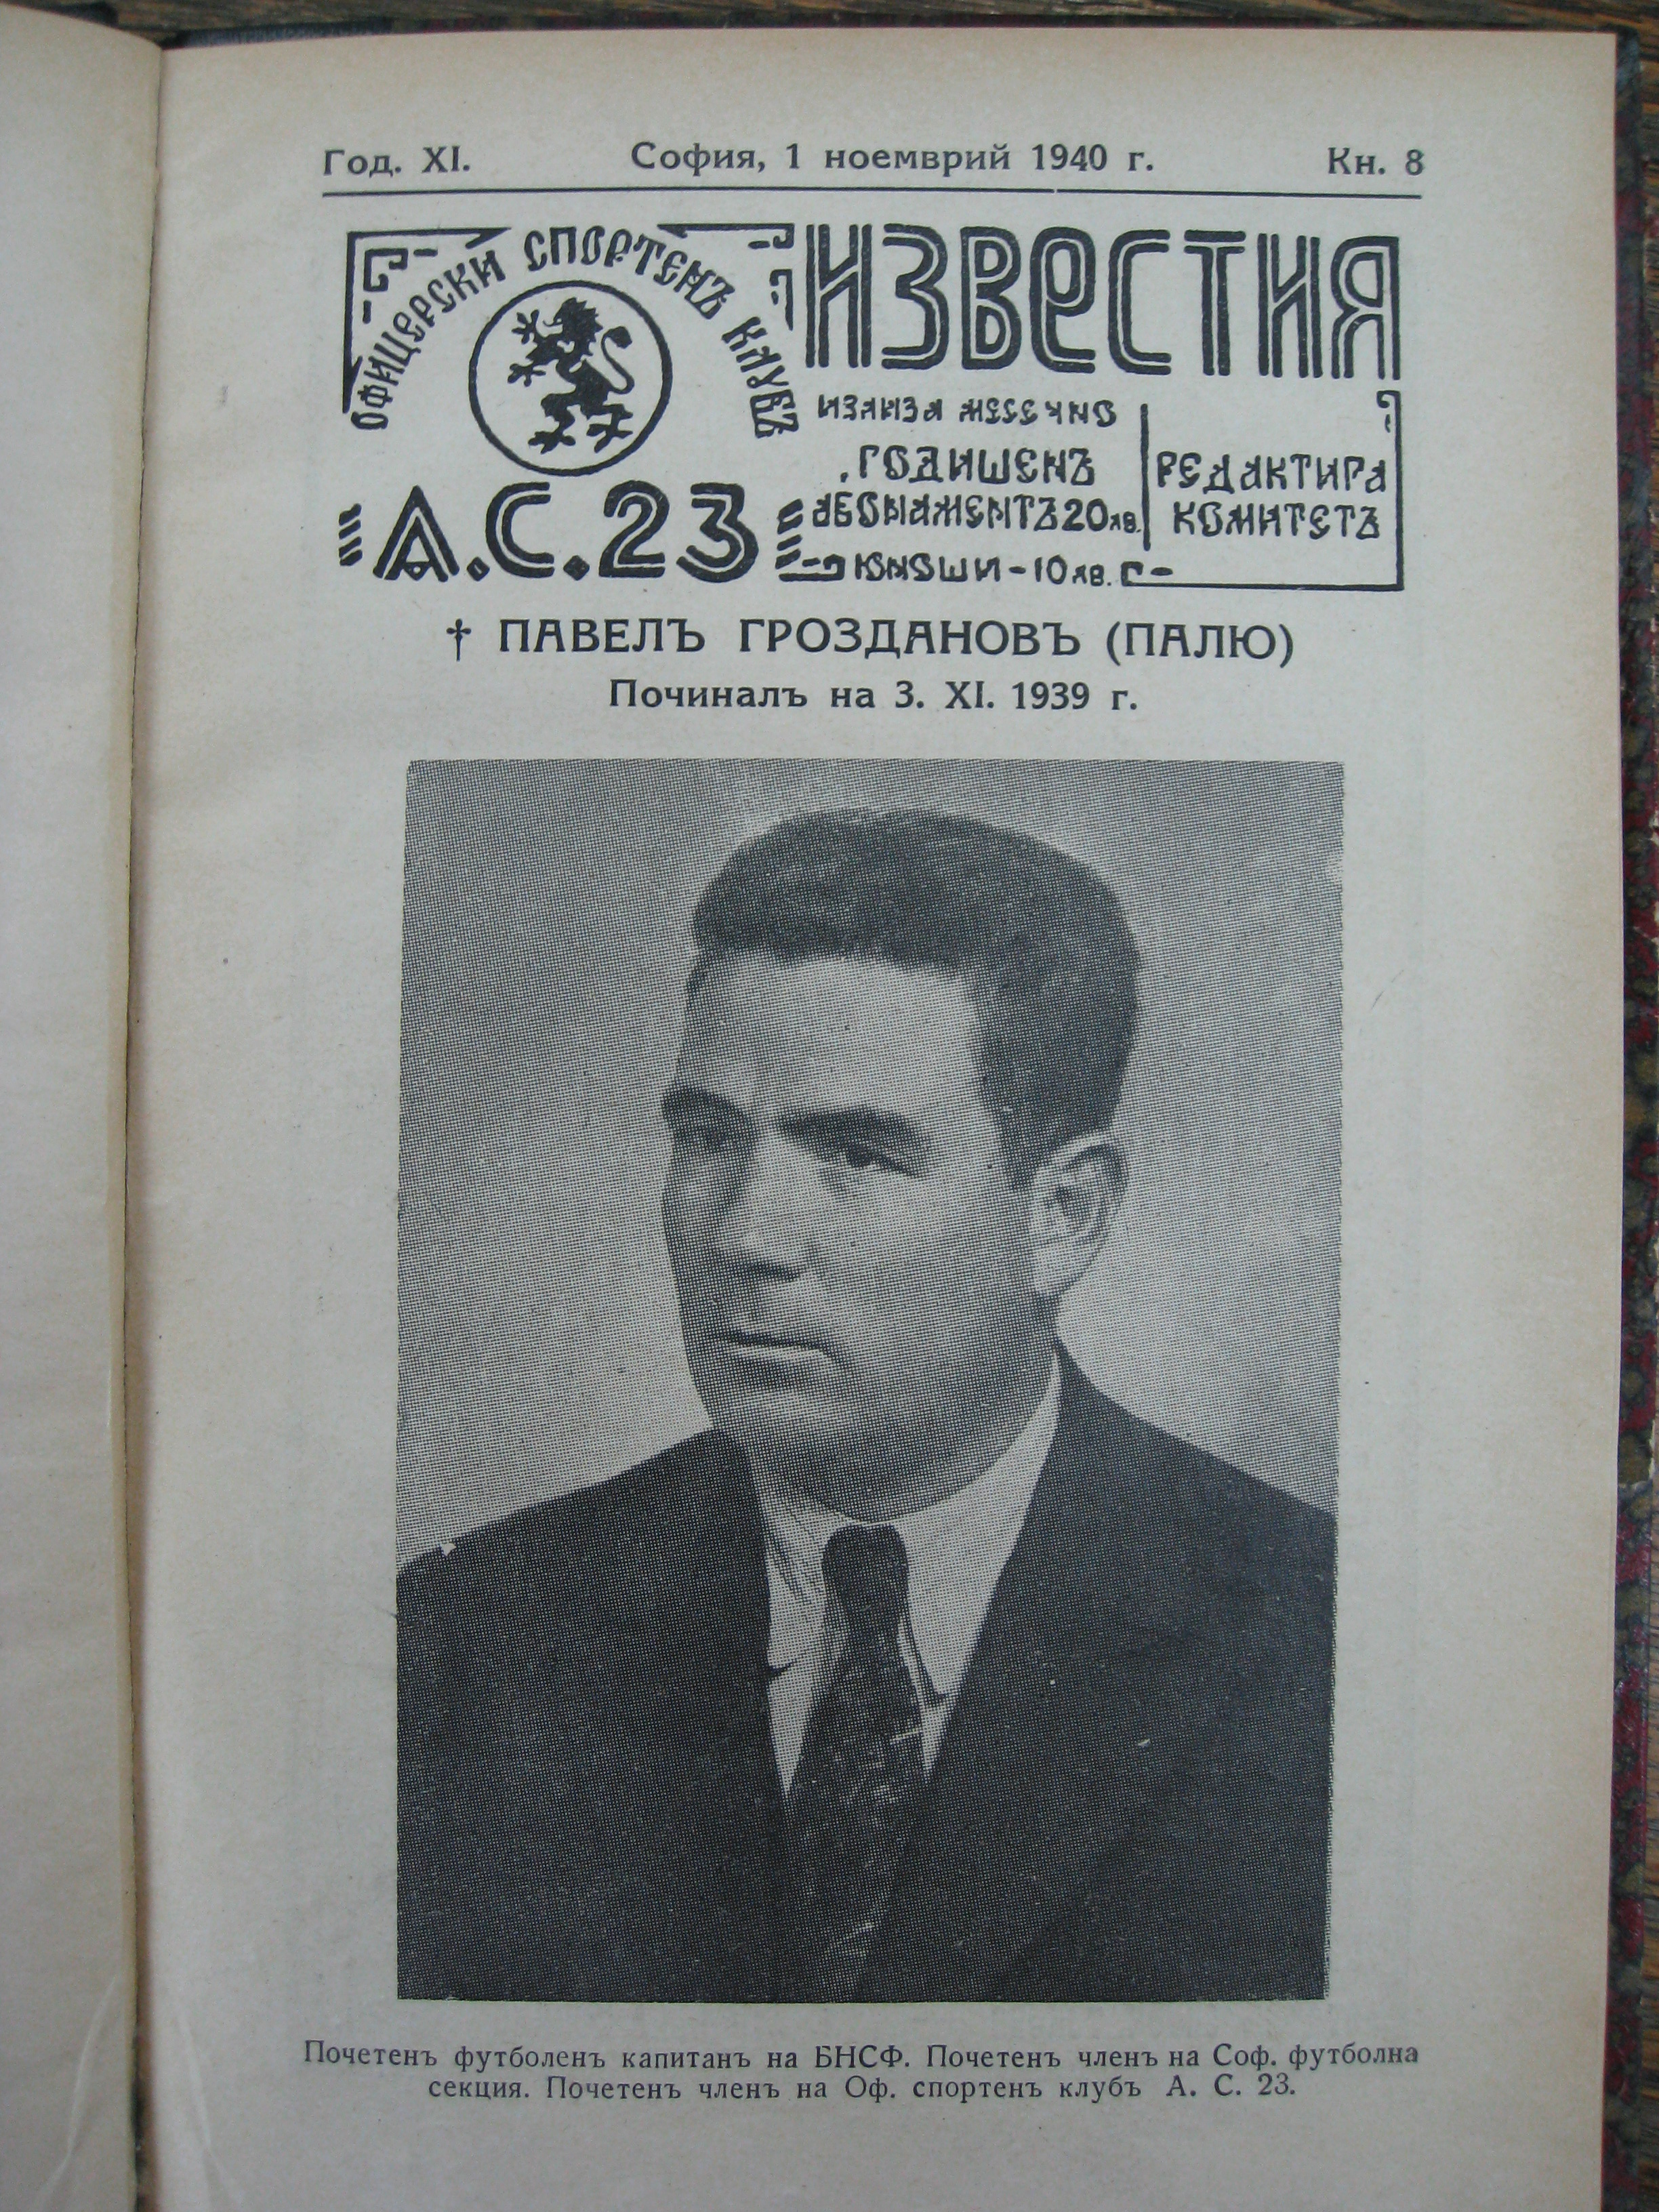 Год. XI. София, 1 ноемврий 1940 г. Кн. 8
ОФИЦЕРСКИ СПОРТЕНЪ КЛУБЪ
А.С.23
ИЗВЕСТИЯ
ИЗЛИЗА МЕСЕЧНО
ГОДИШЕНЪ
АБОНАМЕНТЪ 20 лв.
ЮНОШИ - 10 лв.
РЕДАКТИРА
КОМИТЕТЪ
† ПАВЕЛЪ ГРОЗДАНОВЪ (ПАЛЮ)
Починалъ на 3. XI. 1939 г.
Почетенъ футболенъ капитанъ на БНСФ. Почетенъ членъ на Соф. футболна
секция. Почетенъ членъ на Оф. спортенъ клубъ А. С. 23.